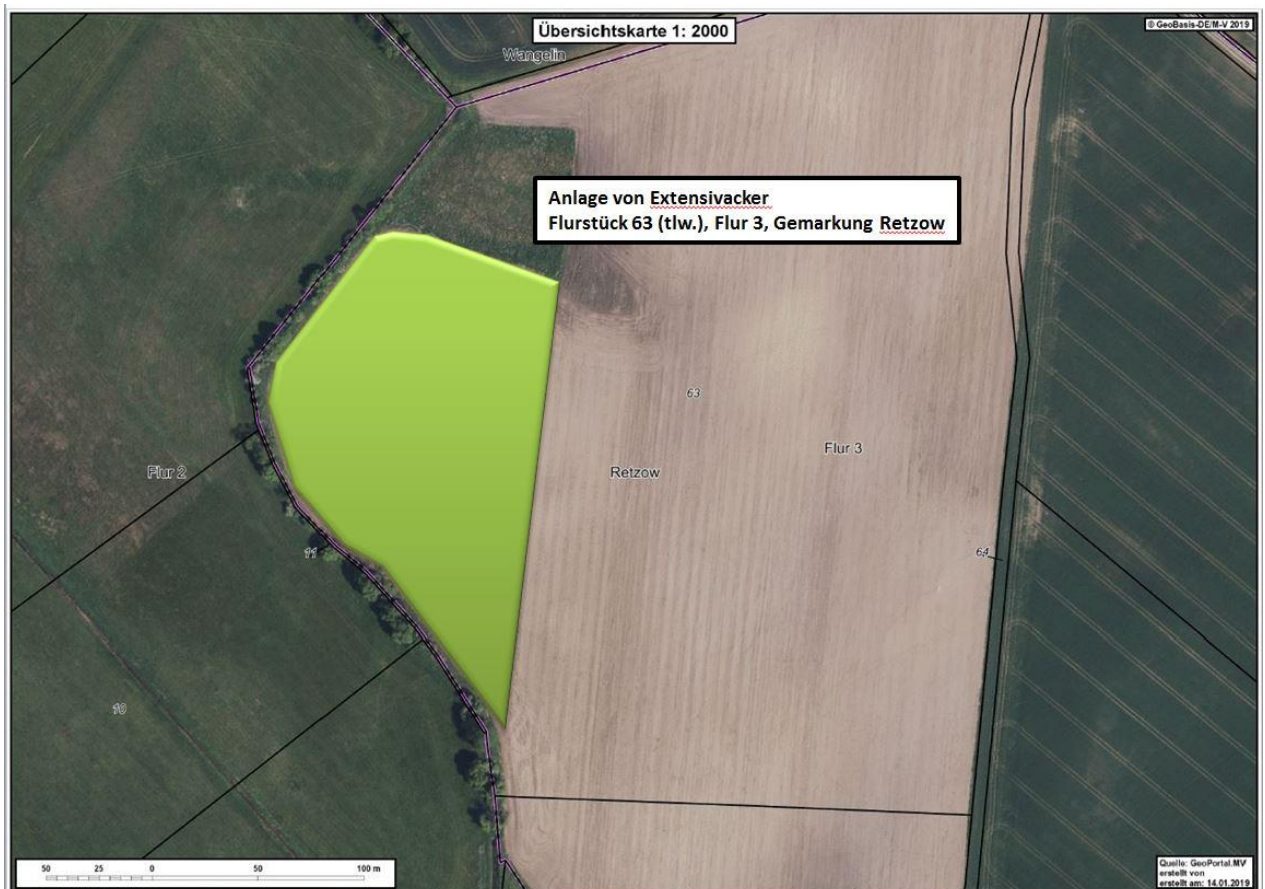 Übersichtskarte 1: 2000
© GeoBasis-DE/M-V 2019
Wangelin
Anlage von Extensivacker
Flurstück 63 (tlw.), Flur 3, Gemarkung Retzow
63
Flur 3
Flur 2
Retzow
11
64
10
50 25 0 50 100 m
Quelle: GeoPortal.MV
erstellt von
erstellt am: 14.01.2019